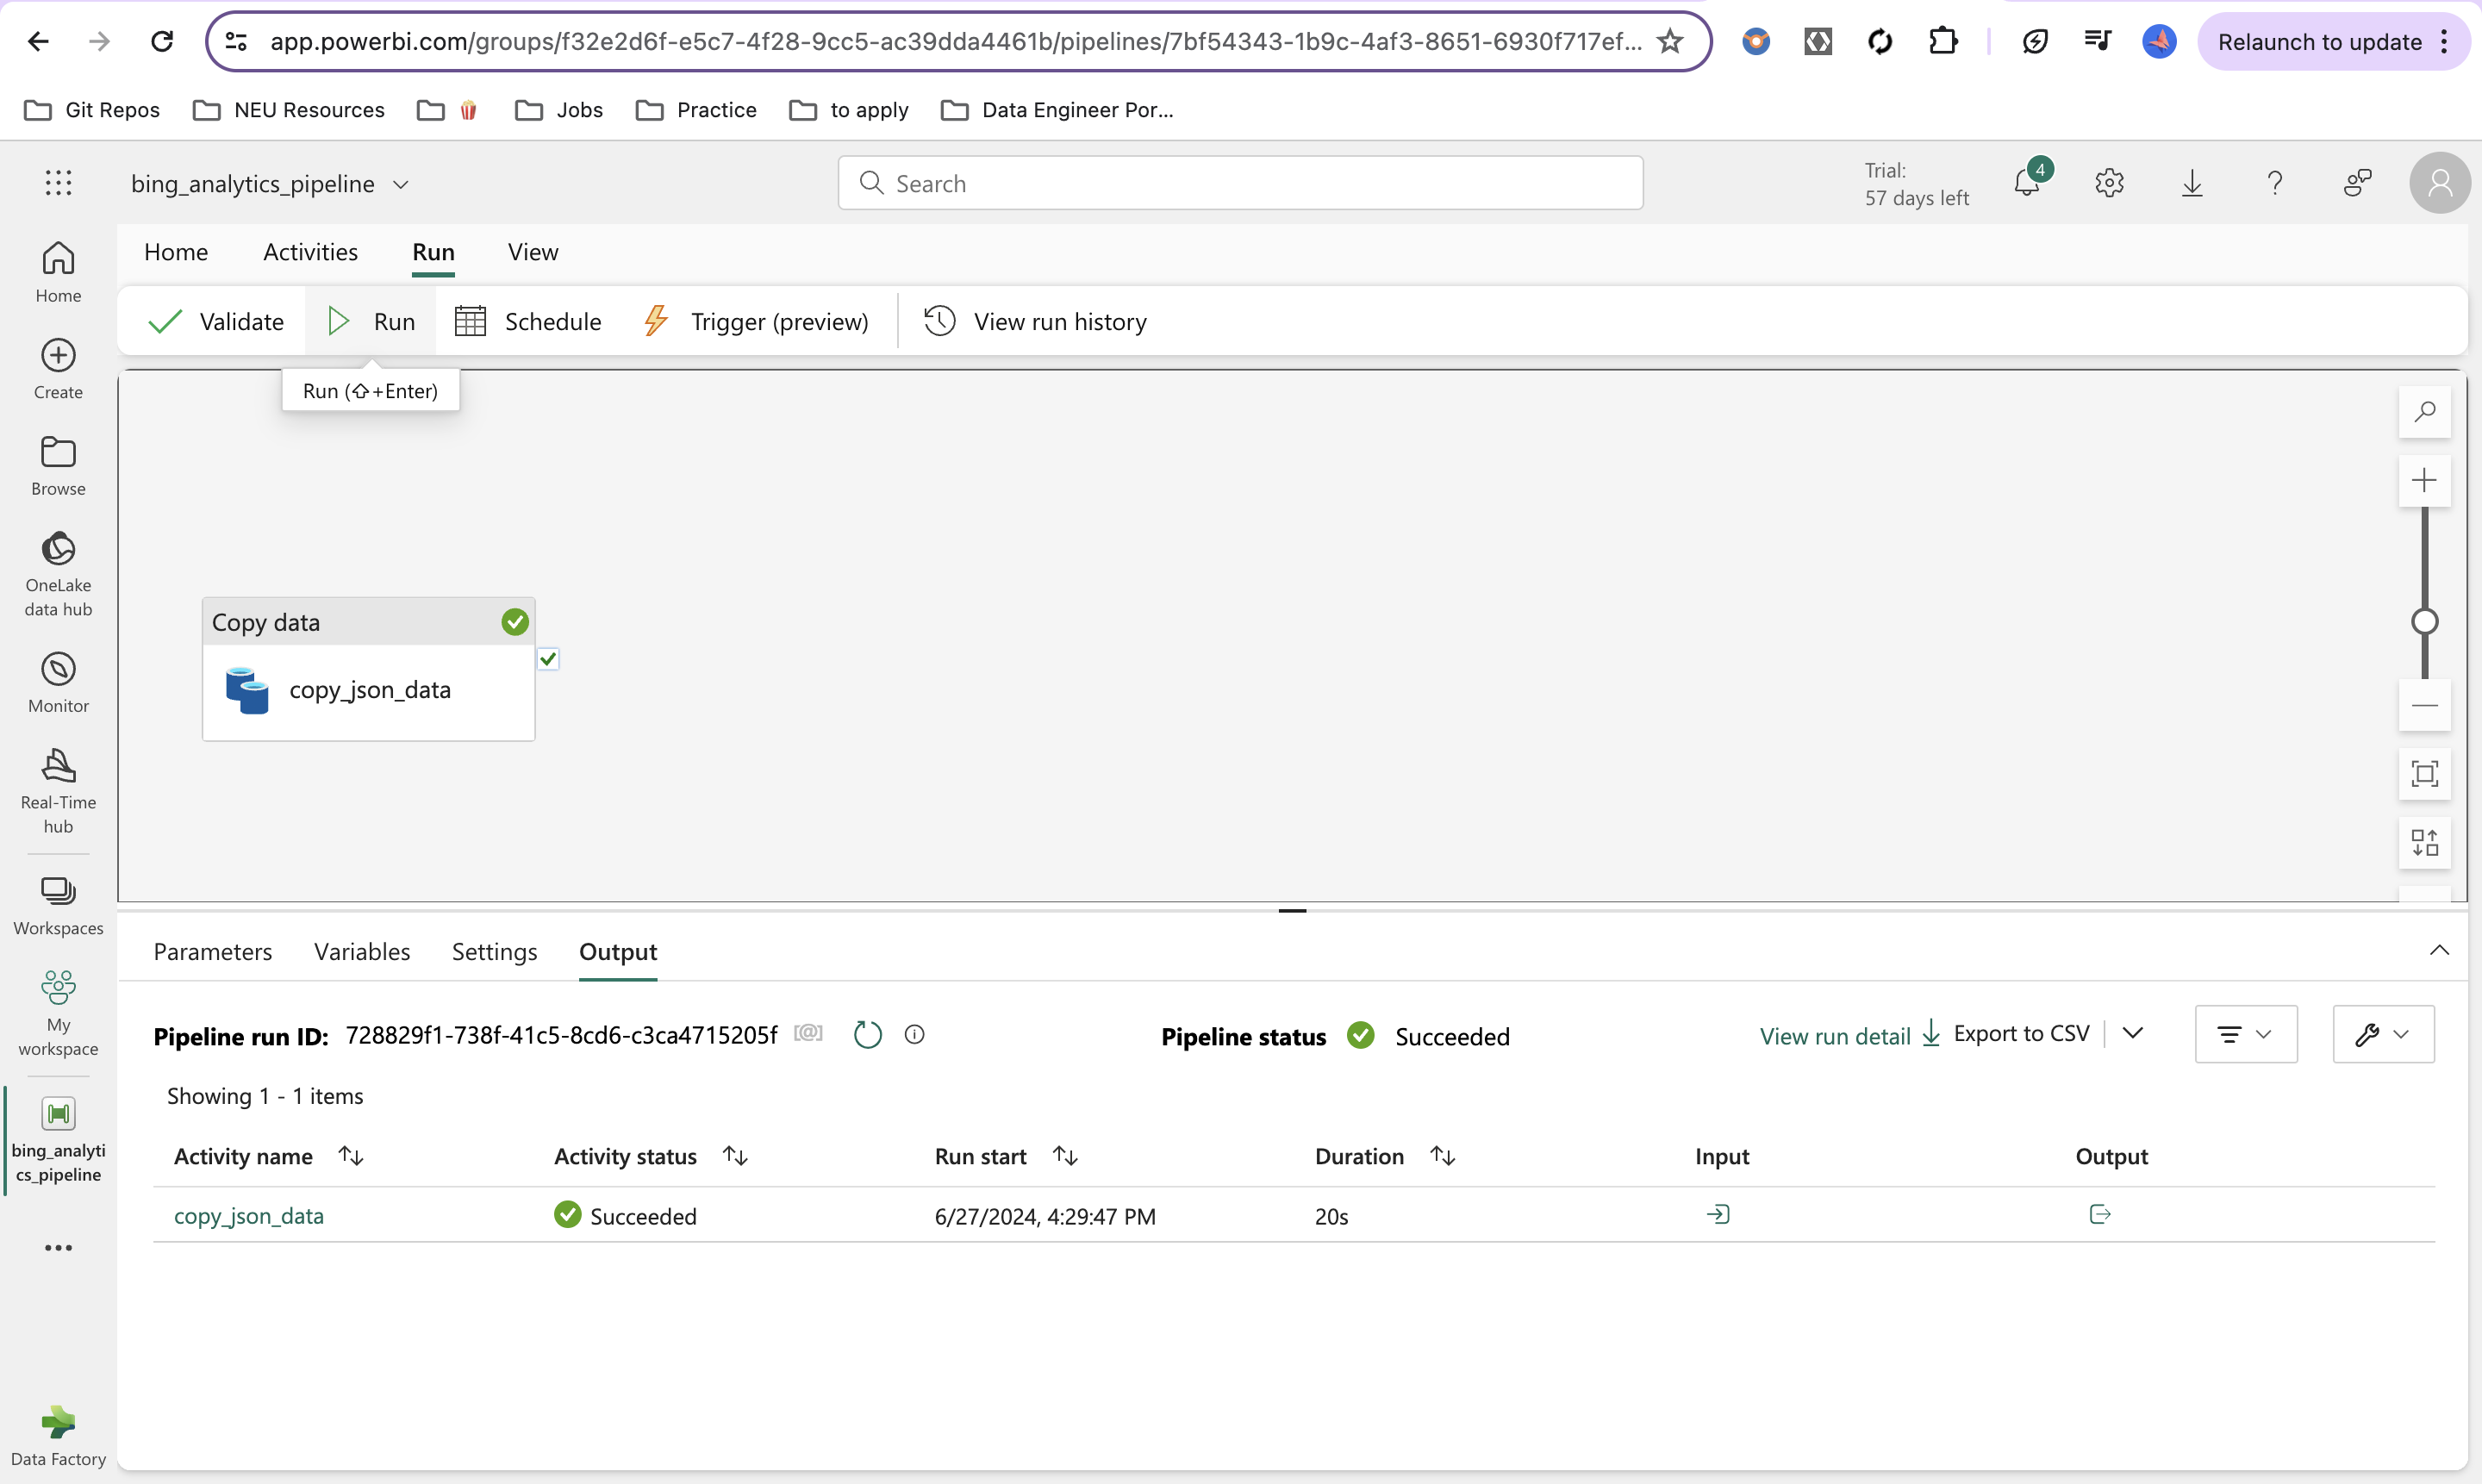 app.powerbi.com/groups/f32e2d6f-e5c7-4f28-9cc5-ac39dda4461b/pipelines/7bf54343-1b9c-4af3-8651-6930f717ef...
Relaunch to update
Git Repos
NEU Resources
Jobs
Practice
to apply
Data Engineer Por...
bing_analytics_pipeline
Search
Trial:
57 days left
4
Home
Activities
Run
View
Validate
Run
Schedule
Trigger (preview)
View run history
Run (⇧+Enter)
Home
Create
Browse
OneLake
data hub
Monitor
Real-Time
hub
Workspaces
My
workspace
bing_analyti
cs_pipeline
Data Factory
Copy data
copy_json_data
Parameters
Variables
Settings
Output
Pipeline run ID: 728829f1-738f-41c5-8cd6-c3ca4715205f
Pipeline status
Succeeded
View run detail
Export to CSV
Showing 1 - 1 items
Activity name
Activity status
Run start
Duration
Input
Output
copy_json_data
Succeeded
6/27/2024, 4:29:47 PM
20s